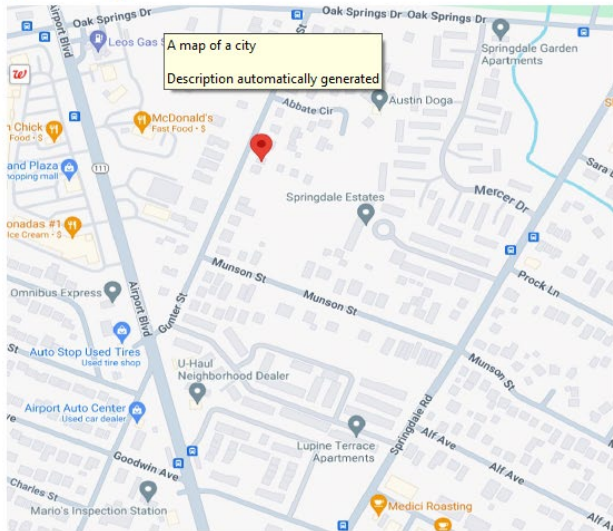 Oak Springs Dr
Oak Springs Dr
Oak Springs Dr
Airport Blvd
Leos Gas S
A map of a city
Description automatically generated
Springdale Garden
Apartments
w
Abbate Cir
Austin Doga
McDonald's
Fast Food • $
n Chick
Food • $
S
111
and Plaza
hopping mall
Sara
Mercer Dr
Springdale Estates
onadas #1
Ice Cream • $
Munson St
Prock Ln
Omnibus Express
Munson St
Airport Blvd
Gunter St
St
Auto Stop Used Tires
Used tire shop
U-Haul
Neighborhood Dealer
Munson St
Airport Auto Center
Used car dealer
Springdale Rd
Alf Ave
Lupine Terrace
Apartments
Alf Ave
Goodwin Ave
Charles St
Mario's Inspection Station
Medici Roasting